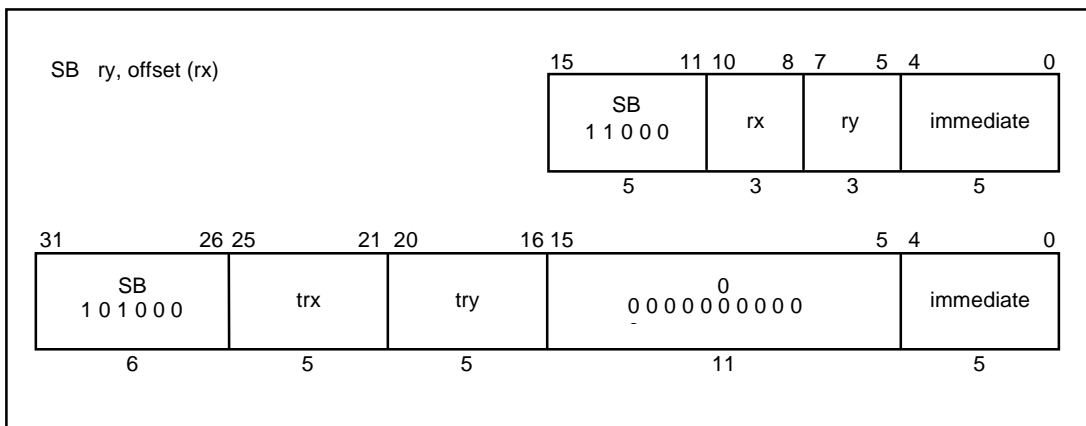 SB ry, offset (rx)
15 11 10 8 7 5 4 0
SB rx ry immediate
1 1 0 0 0
5 3 3 5
31 26 25 21 20 16 15 5 4 0
SB trx try 0 immediate
1 0 1 0 0 0 0 0 0 0 0 0 0 0 0 0 0
6 5 5 11 5